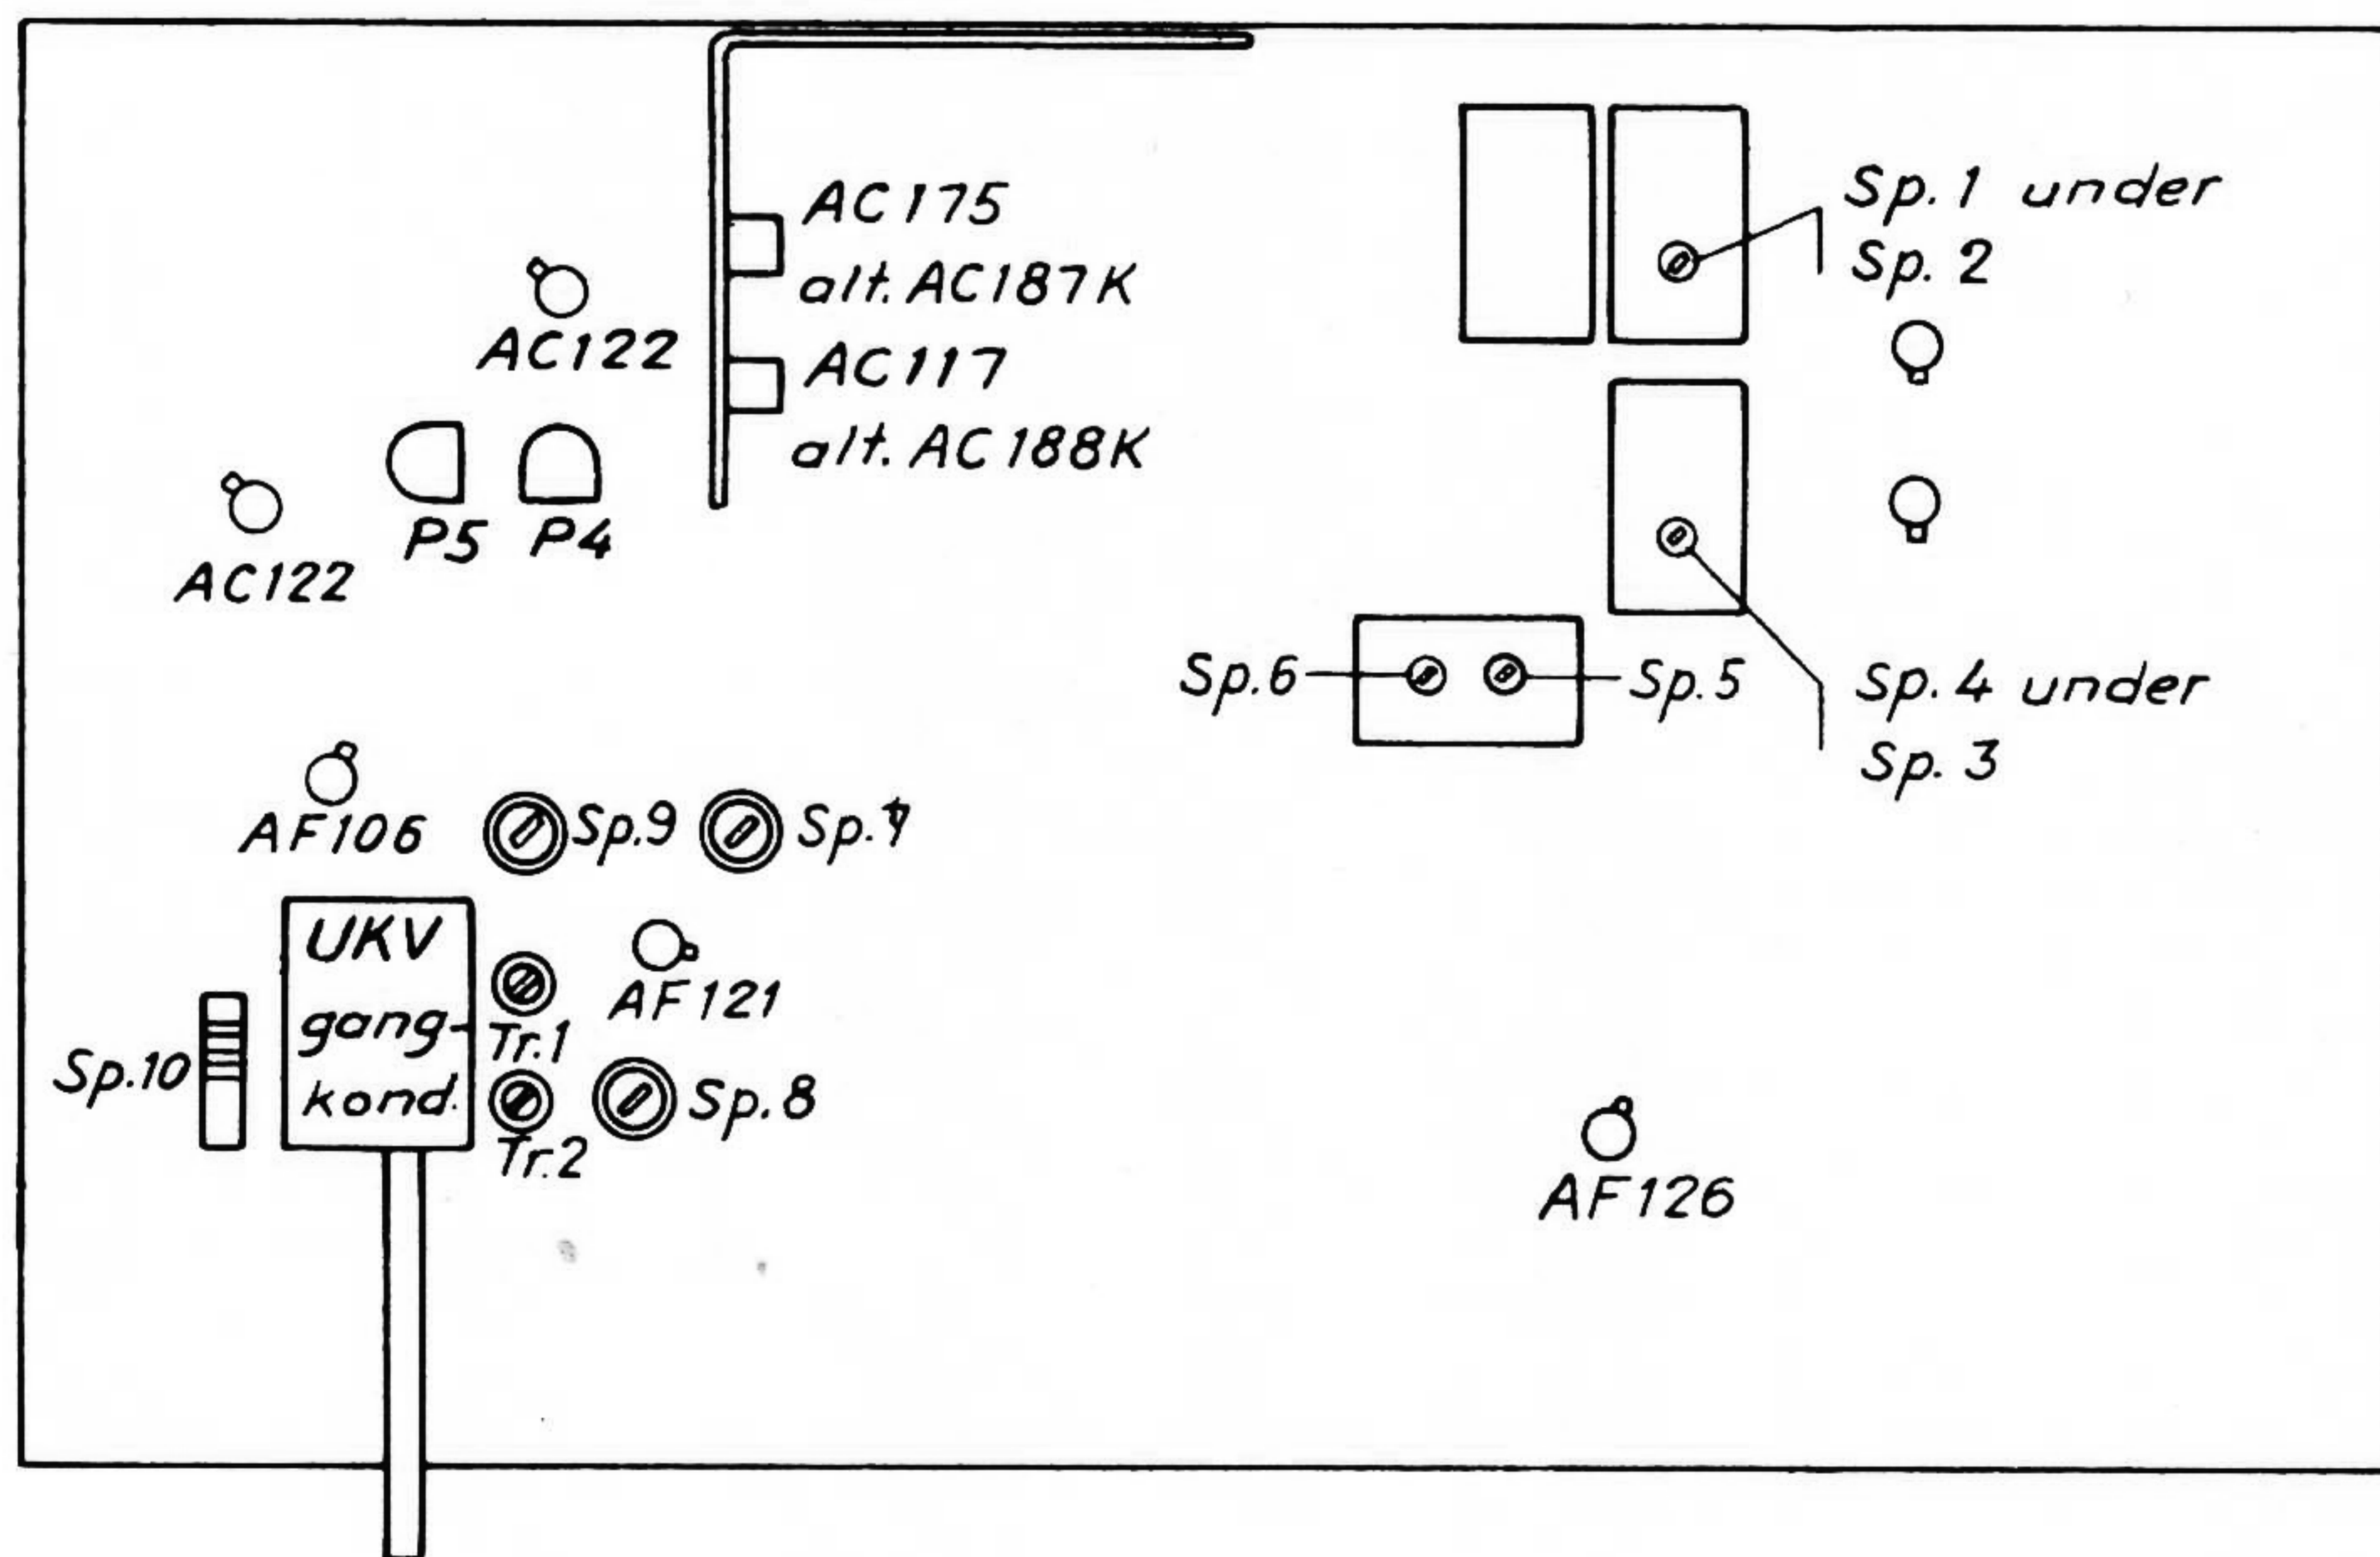 AC175
alt. AC187K
AC122
AC117
alt. AC188K
Sp. 1 under
Sp. 2
P5
P4
AC122
Sp.6
Sp.5
Sp. 4 under
Sp. 3
AF106
Sp.9
Sp.7
UKV
gang-
kond.
Tr.1
AF121
Sp.10
Tr.2
Sp. 8
AF126